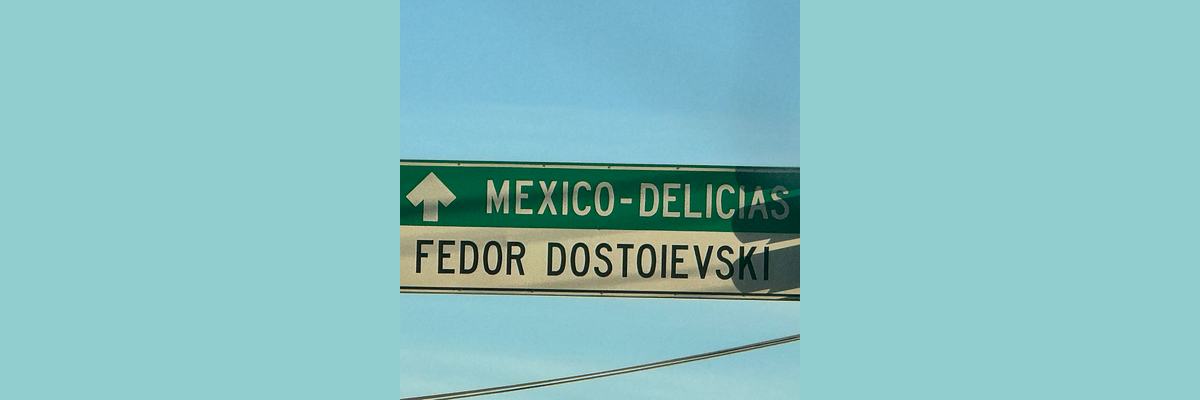 MEXICO-DELICIAS
FEDOR DOSTOIEVSKI